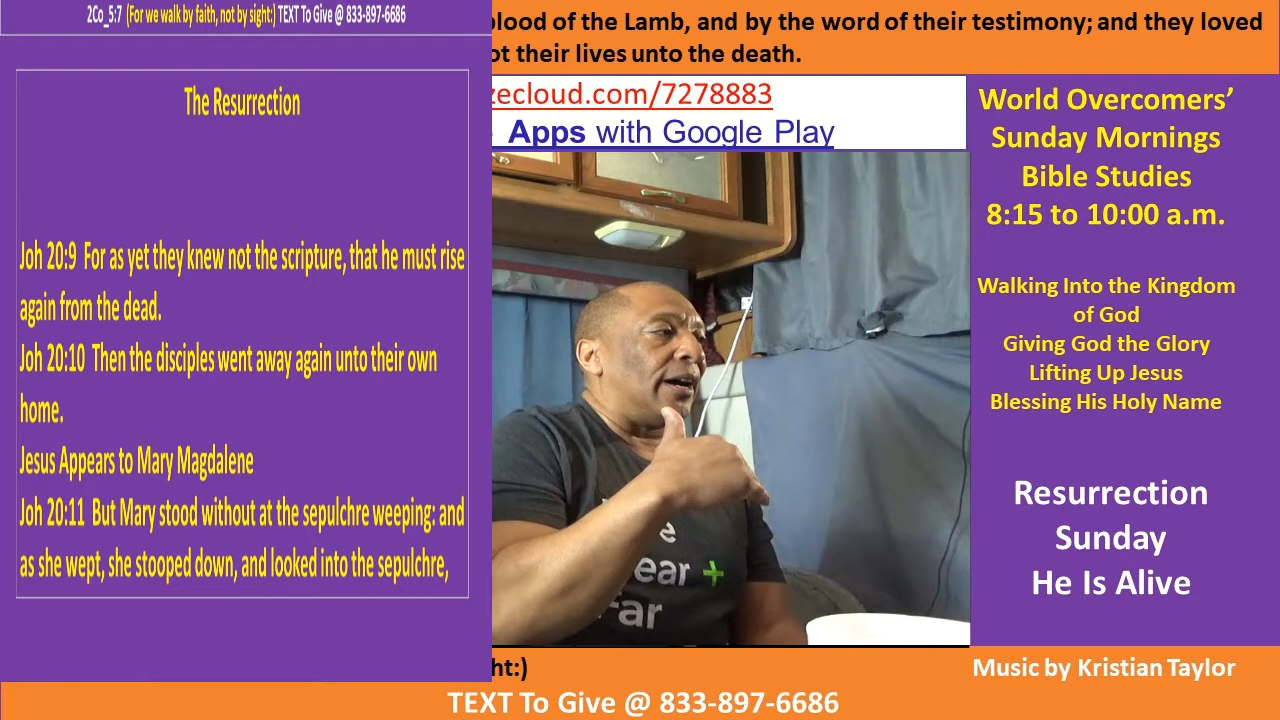 2Co_5:7 (For we walk by faith, not by sight:) TEXT To Give @ 833-897-6686
The Resurrection
Joh 20:9 For as yet they knew not the scripture, that he must rise
again from the dead.
Joh 20:10 Then the disciples went away again unto their own
home.
Jesus Appears to Mary Magdalene
Joh 20:11 But Mary stood without at the sepulchre weeping: and
as she wept, she stooped down, and looked into the sepulchre,
blood of the Lamb, and by the word of their testimony; and they loved
ot their lives unto the death.
zecloud.com/7278883
Apps with Google Play
e
ear +
Far
World Overcomers’
Sunday Mornings
Bible Studies
8:15 to 10:00 a.m.
Walking Into the Kingdom
of God
Giving God the Glory
Lifting Up Jesus
Blessing His Holy Name
Resurrection
Sunday
He Is Alive
ht:)
Music by Kristian Taylor
TEXT To Give @ 833-897-6686